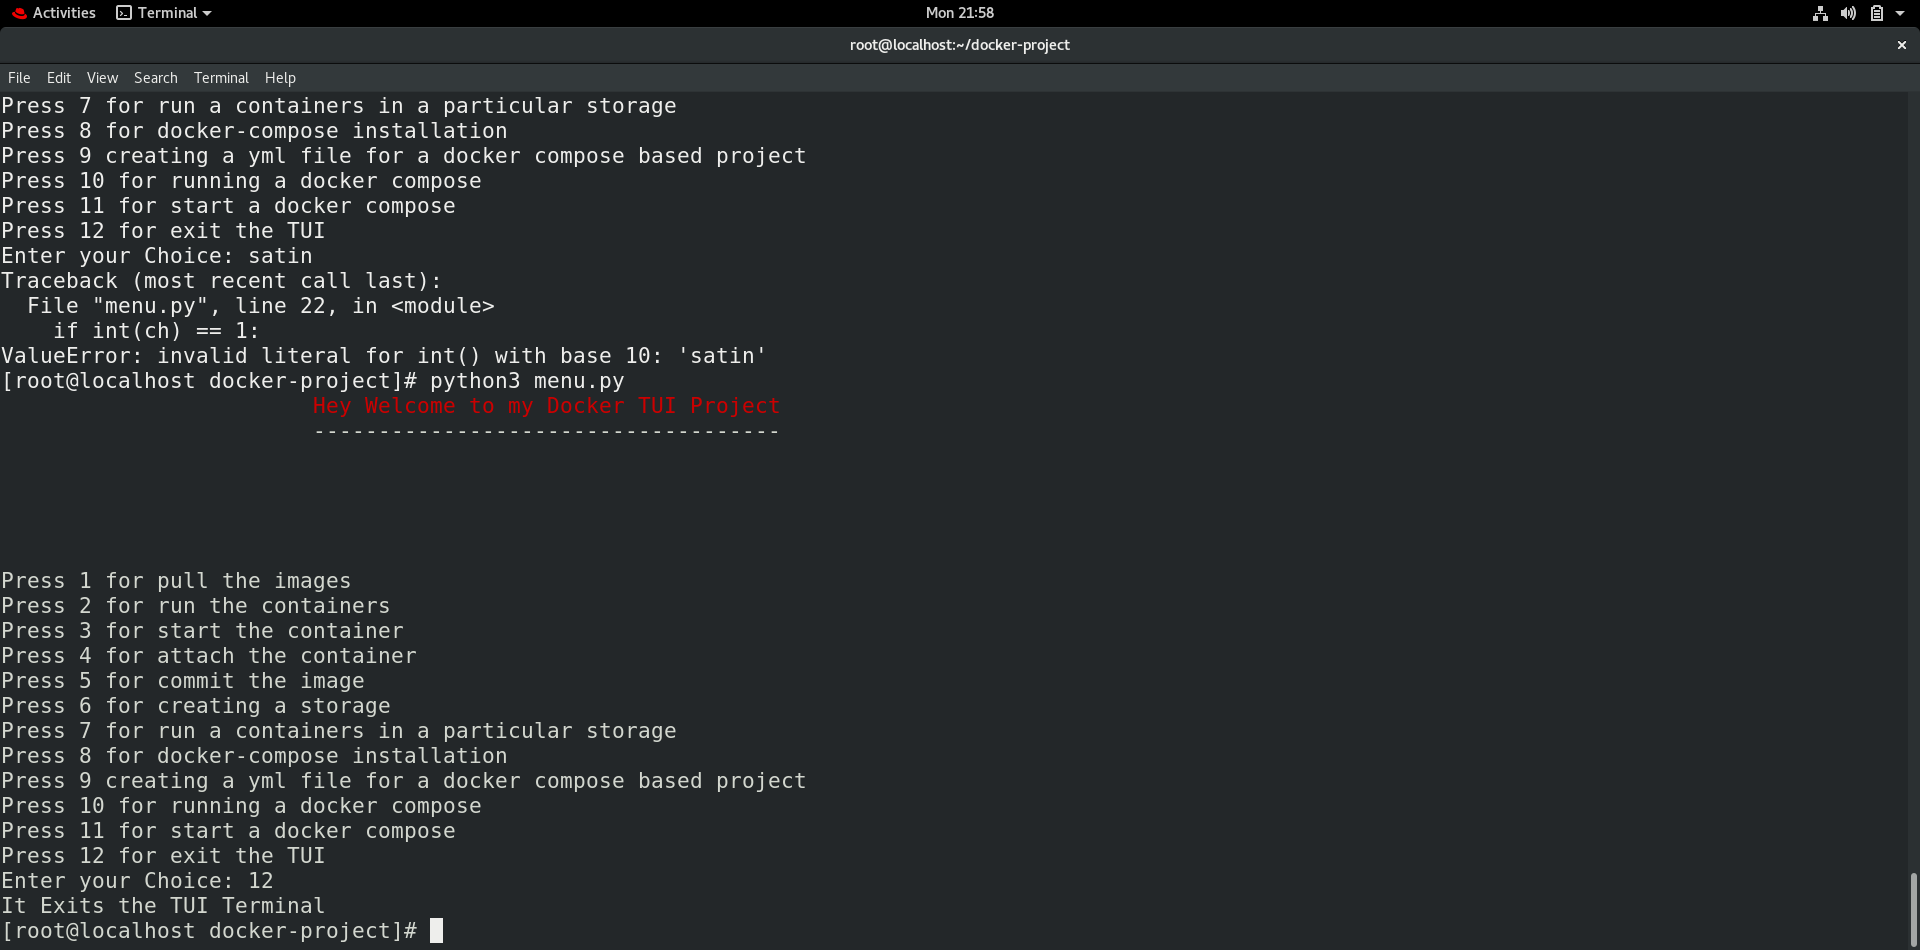 Activities Terminal Mon 21:58
root@localhost:~/docker-project ×
File Edit View Search Terminal Help
Press 7 for run a containers in a particular storage
Press 8 for docker-compose installation
Press 9 creating a yml file for a docker compose based project
Press 10 for running a docker compose
Press 11 for start a docker compose
Press 12 for exit the TUI
Enter your Choice: satin
Traceback (most recent call last):
  File "menu.py", line 22, in <module>
    if int(ch) == 1:
ValueError: invalid literal for int() with base 10: 'satin'
[root@localhost docker-project]# python3 menu.py
                        Hey Welcome to my Docker TUI Project
                        ------------------------------------
Press 1 for pull the images
Press 2 for run the containers
Press 3 for start the container
Press 4 for attach the container
Press 5 for commit the image
Press 6 for creating a storage
Press 7 for run a containers in a particular storage
Press 8 for docker-compose installation
Press 9 creating a yml file for a docker compose based project
Press 10 for running a docker compose
Press 11 for start a docker compose
Press 12 for exit the TUI
Enter your Choice: 12
It Exits the TUI Terminal
[root@localhost docker-project]#